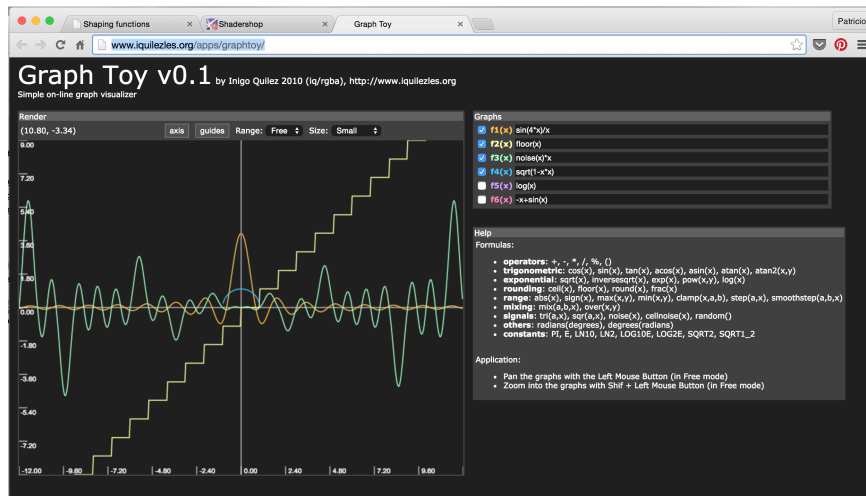 Shaping functions
Shadershop
Graph Toy
Patricio
www.iquilezles.org/apps/graphtoy/
Graph Toy v0.1 by Inigo Quilez 2010 (iq/rgba), http://www.iquilezles.org
Simple on-line graph visualizer
Render
(10.80, -3.34) axis guides Range: Free Size: Small
9.00
5.40
3.60
1.80
0.00
-1.80
-3.60
-5.40
-7.20
-12.00 -9.60 -7.20 -4.80 -2.40 0.00 2.40 4.80 7.20 9.60
Graphs
f1(x) sin(4*x)/x
f2(x) floor(x)
f3(x) noise(x)*x
f4(x) sqrt(1-x*x)
f5(x) log(x)
f6(x) -x+sin(x)
Help
Formulas:
• operators: +, -, *, /, %, ()
• trigonometric: cos(x), sin(x), tan(x), acos(x), asin(x), atan(x), atan2(x,y)
• exponential: sqrt(x), inversesqrt(x), exp(x), pow(x,y), log(x)
• rounding: ceil(x), floor(x), round(x), frac(x)
• range: abs(x), sign(x), max(x,y), min(x,y), clamp(x,a,b), step(a,x), smoothstep(a,b,x)
• mixing: mix(a,b,x), over(x,y)
• signals: tri(a,x), sqr(a,x), noise(x), cellnoise(x), random()
• others: radians(degrees), degrees(radians)
• constants: PI, E, LN10, LN2, LOG10E, LOG2E, SQRT2, SQRT1_2
Application:
• Pan the graphs with the Left Mouse Button (in Free mode)
• Zoom into the graphs with Shif + Left Mouse Button (in Free mode)